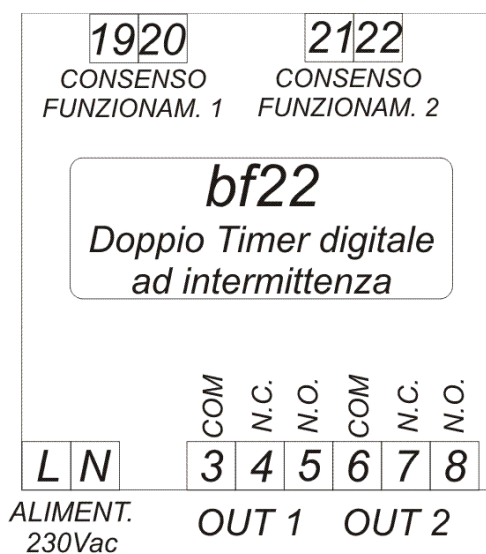 19 20 21 22
CONSENSO CONSENSO
FUNZIONAM. 1 FUNZIONAM. 2
bf22
Doppio Timer digitale
ad intermittenza
COM N.C. N.O. COM N.C. N.O.
L N 3 4 5 6 7 8
ALIMENT. OUT 1 OUT 2
230Vac